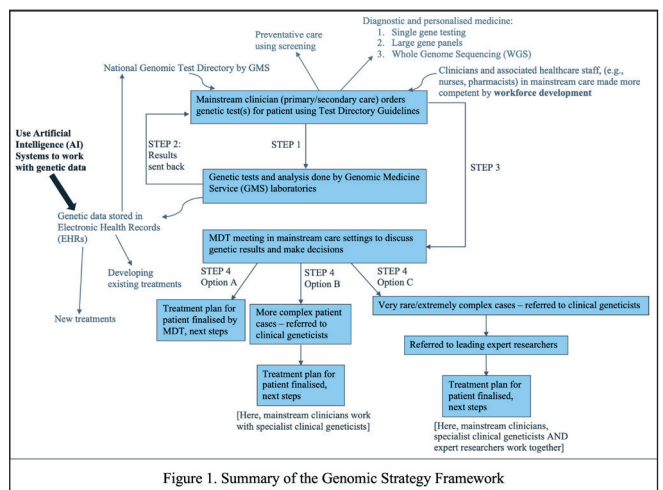 Diagnostic and personalised medicine:
1. Single gene testing
2. Large gene panels
3. Whole Genome Sequencing (WGS)
Preventative care
using screening
National Genomic Test Directory by GMS
Clinicians and associated healthcare staff, (e.g.,
nurses, pharmacists) in mainstream care made more
competent by workforce development
Mainstream clinician (primary/secondary care) orders
genetic test(s) for patient using Test Directory Guidelines
Use Artificial
Intelligence (AI)
Systems to work
with genetic data
STEP 2:
Results
sent back
STEP 1
STEP 3
Genetic tests and analysis done by Genomic Medicine
Service (GMS) laboratories
Genetic data stored in
Electronic Health Records
(EHRs)
MDT meeting in mainstream care settings to discuss
genetic results and make decisions
Developing
existing treatments
New treatments
STEP 4
Option A
STEP 4
Option B
STEP 4
Option C
Treatment plan for
patient finalised by
MDT, next steps
More complex patient
cases – referred to
clinical geneticists
Very rare/extremely complex cases – referred to clinical geneticists
Referred to leading expert researchers
Treatment plan for
patient finalised,
next steps
[Here, mainstream clinicians work
with specialist clinical geneticists]
Treatment plan for
patient finalised,
next steps
[Here, mainstream clinicians,
specialist clinical geneticists AND
expert researchers work together]
Figure 1. Summary of the Genomic Strategy Framework